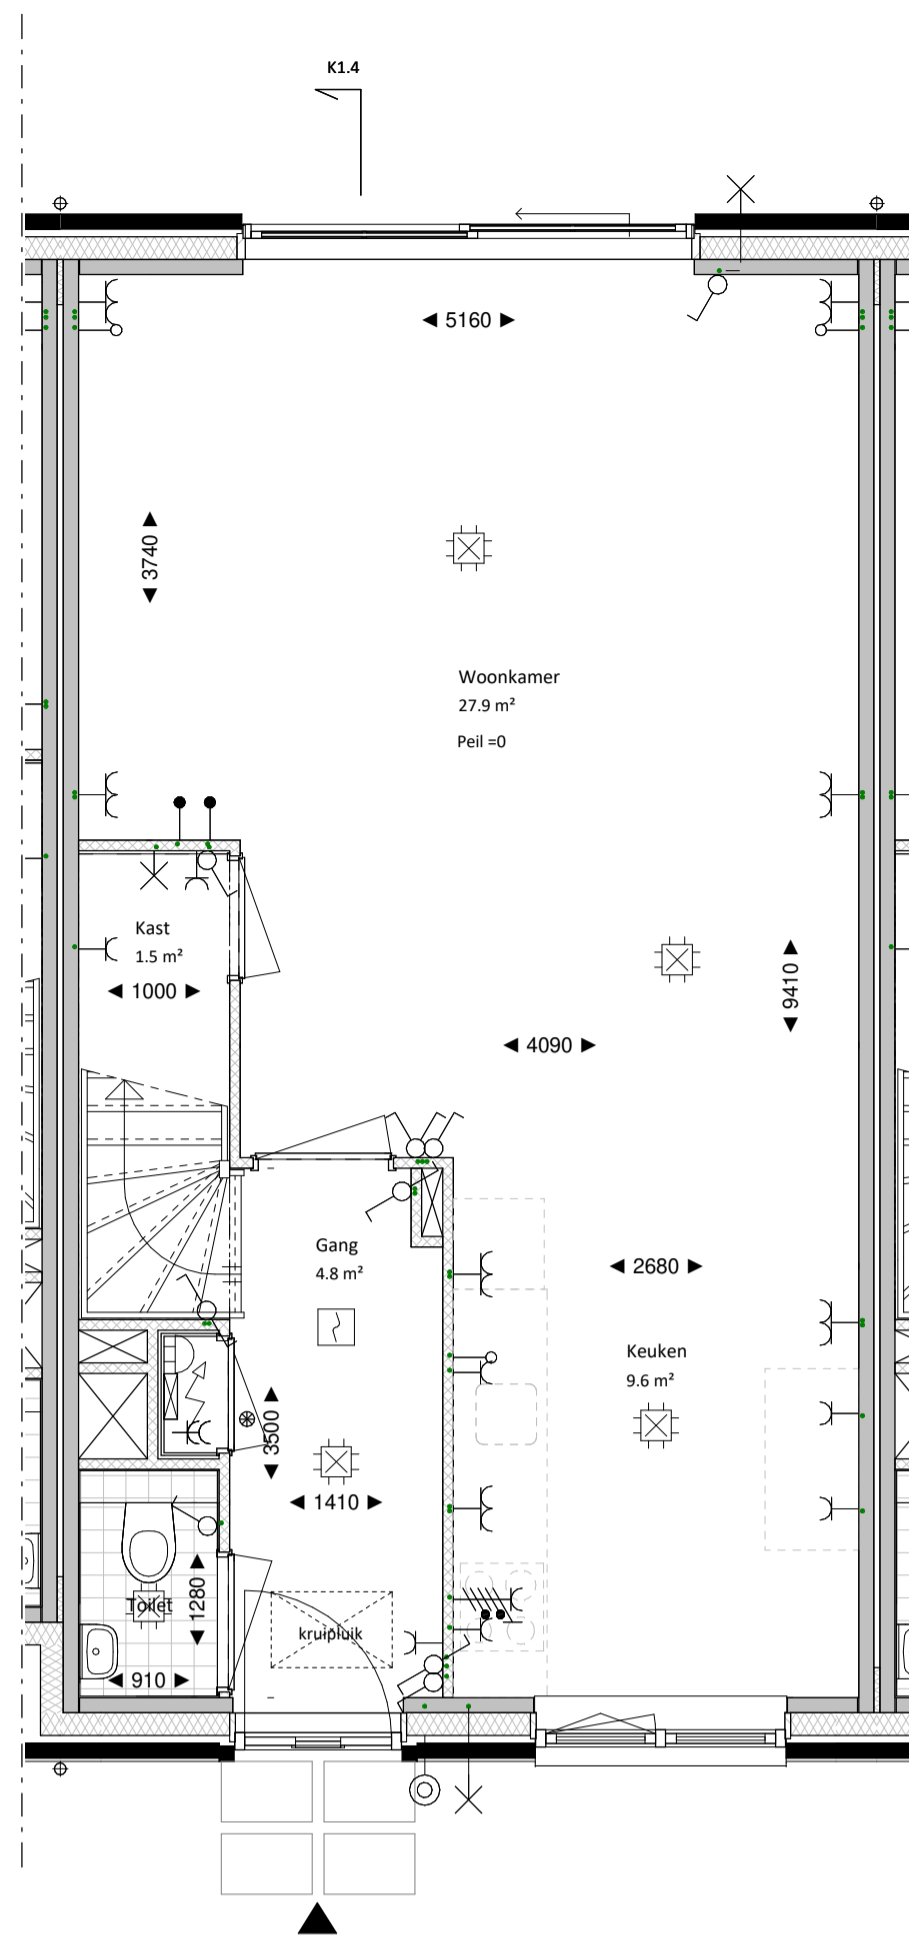 K1.4
5160
3740
Woonkamer
27.9 m²
Peil =0
Kast
1.5 m²
1000
9410
4090
Gang
4.8 m²
2680
Keuken
9.6 m²
3500
1410
Toilet
1280
kruipluik
910